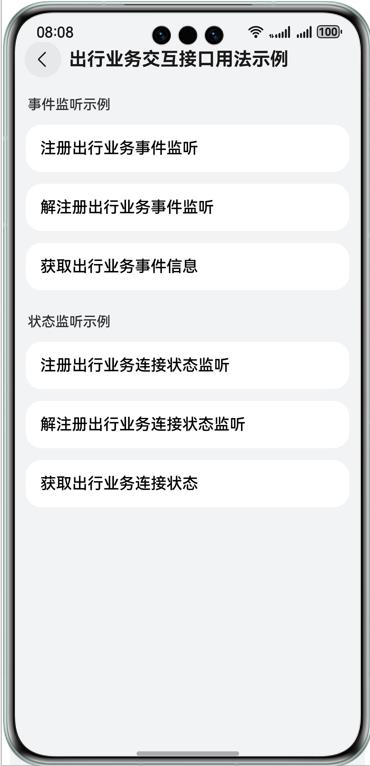 08:08
100
出行业务交互接口用法示例
事件监听示例
注册出行业务事件监听
解注册出行业务事件监听
获取出行业务事件信息
状态监听示例
注册出行业务连接状态监听
解注册出行业务连接状态监听
获取出行业务连接状态